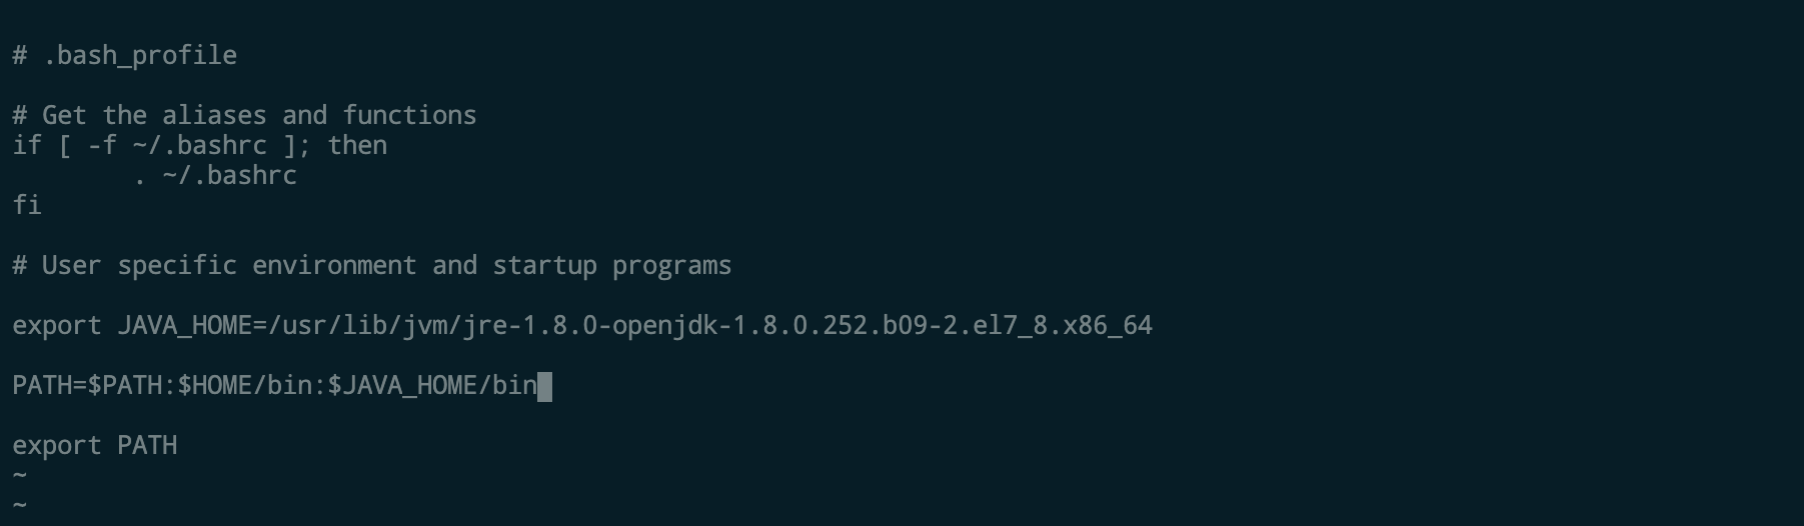 # .bash_profile
# Get the aliases and functions
if [ -f ~/.bashrc ]; then
        . ~/.bashrc
fi
# User specific environment and startup programs
export JAVA_HOME=/usr/lib/jvm/jre-1.8.0-openjdk-1.8.0.252.b09-2.el7_8.x86_64
PATH=$PATH:$HOME/bin:$JAVA_HOME/bin
export PATH
~
~